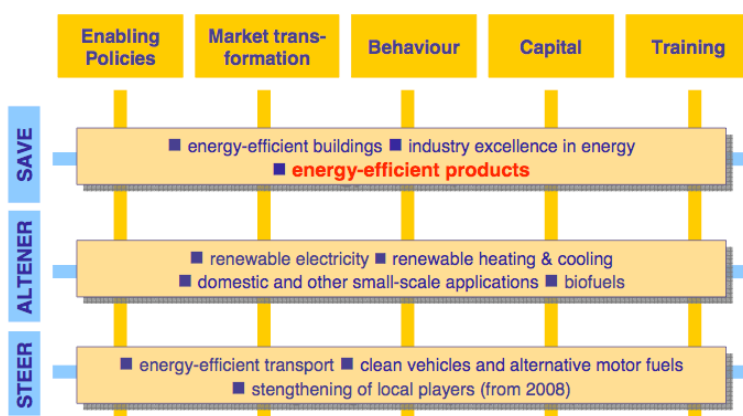 Enabling
Policies
Market trans-
formation
Behaviour
Capital
Training
SAVE
■ energy-efficient buildings ■ industry excellence in energy
■ energy-efficient products
ALTENER
■ renewable electricity ■ renewable heating & cooling
■ domestic and other small-scale applications ■ biofuels
STEER
■ energy-efficient transport ■ clean vehicles and alternative motor fuels
■ stengthening of local players (from 2008)